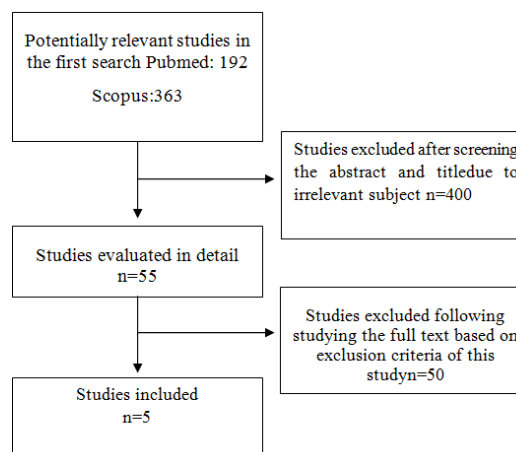 Potentially relevant studies in
the first search Pubmed: 192
Scopus:363
Studies excluded after screening
the abstract and titledue to
irrelevant subject n=400
Studies evaluated in detail
n=55
Studies excluded following
studying the full text based on
exclusion criteria of this
studyn=50
Studies included
n=5